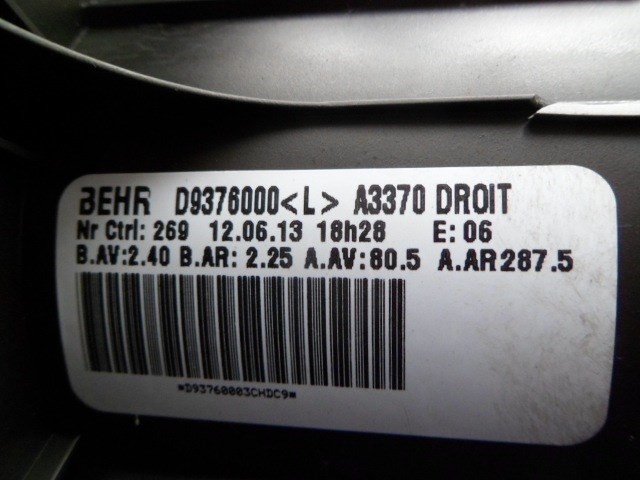 BEHR D9376000<L> A3370 DROIT
Nr Ctrl: 269 12.06.13 18h28 E: 06
B.AV:2.40 B.AR: 2.25 A.AV:80.5 A.AR287.5
*D93760003CHDC9*